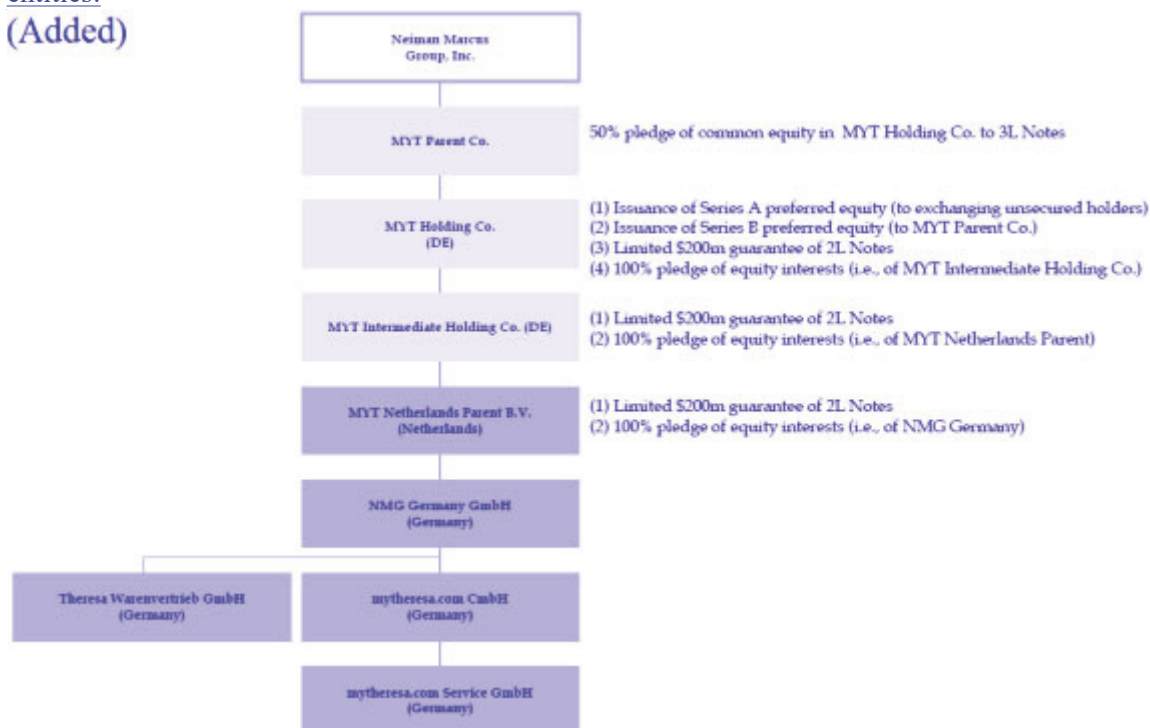 entities:
(Added)
Neiman Marcus
Group, Inc.
MYT Parent Co.
50% pledge of common equity in MYT Holding Co. to 3L Notes
MYT Holding Co.
(DE)
(1) Issuance of Series A preferred equity (to exchanging unsecured holders)
(2) Issuance of Series B preferred equity (to MYT Parent Co.)
(3) Limited $200m guarantee of 2L Notes
(4) 100% pledge of equity interests (i.e., of MYT Intermediate Holding Co.)
MYT Intermediate Holding Co. (DE)
(1) Limited $200m guarantee of 2L Notes
(2) 100% pledge of equity interests (i.e., of MYT Netherlands Parent)
MYT Netherlands Parent B.V.
(Netherlands)
(1) Limited $200m guarantee of 2L Notes
(2) 100% pledge of equity interests (i.e., of NMG Germany)
NMG Germany GmbH
(Germany)
Theresa Warenvertrieb GmbH
(Germany)
mytheresa.com GmbH
(Germany)
mytheresa.com Service GmbH
(Germany)